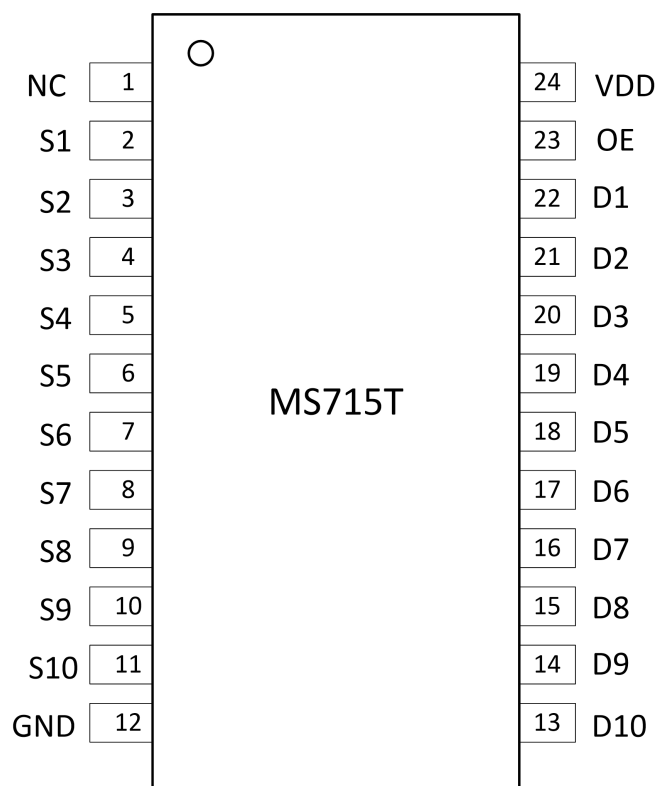 NC 1 24 VDD
S1 2 23 OE
S2 3 22 D1
S3 4 21 D2
S4 5 20 D3
S5 6 19 D4
MS715T
S6 7 18 D5
S7 8 17 D6
S8 9 16 D7
S9 10 15 D8
S10 11 14 D9
GND 12 13 D10